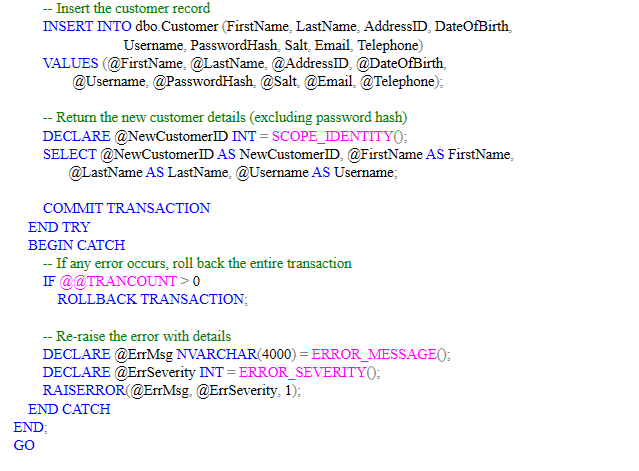 -- Insert the customer record
INSERT INTO dbo.Customer (FirstName, LastName, AddressID, DateOfBirth,
Username, PasswordHash, Salt, Email, Telephone)
VALUES (@FirstName, @LastName, @AddressID, @DateOfBirth,
@Username, @PasswordHash, @Salt, @Email, @Telephone);
-- Return the new customer details (excluding password hash)
DECLARE @NewCustomerID INT = SCOPE_IDENTITY();
SELECT @NewCustomerID AS NewCustomerID, @FirstName AS FirstName,
@LastName AS LastName, @Username AS Username;
COMMIT TRANSACTION
END TRY
BEGIN CATCH
-- If any error occurs, roll back the entire transaction
IF @@TRANCOUNT > 0
ROLLBACK TRANSACTION;
-- Re-raise the error with details
DECLARE @ErrMsg NVARCHAR(4000) = ERROR_MESSAGE();
DECLARE @ErrSeverity INT = ERROR_SEVERITY();
RAISERROR(@ErrMsg, @ErrSeverity, 1);
END CATCH
END;
GO